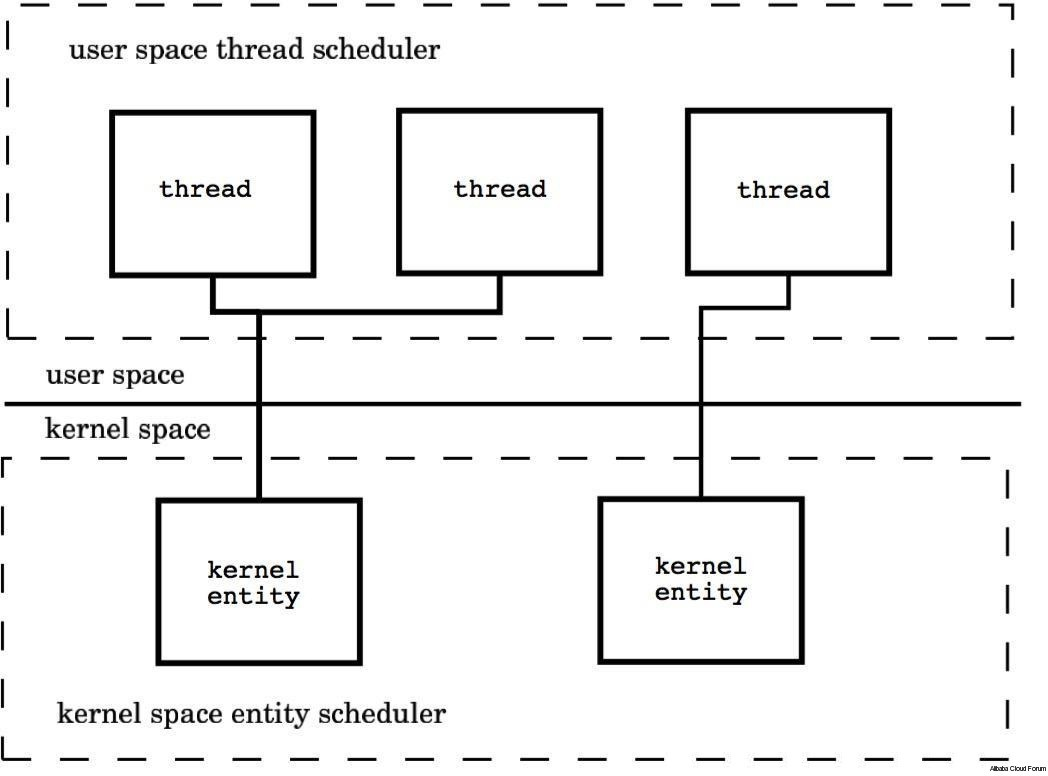 user space thread scheduler
thread
thread
thread
user space
kernel space
kernel
entity
kernel
entity
kernel space entity scheduler
Alibaba Cloud Forum